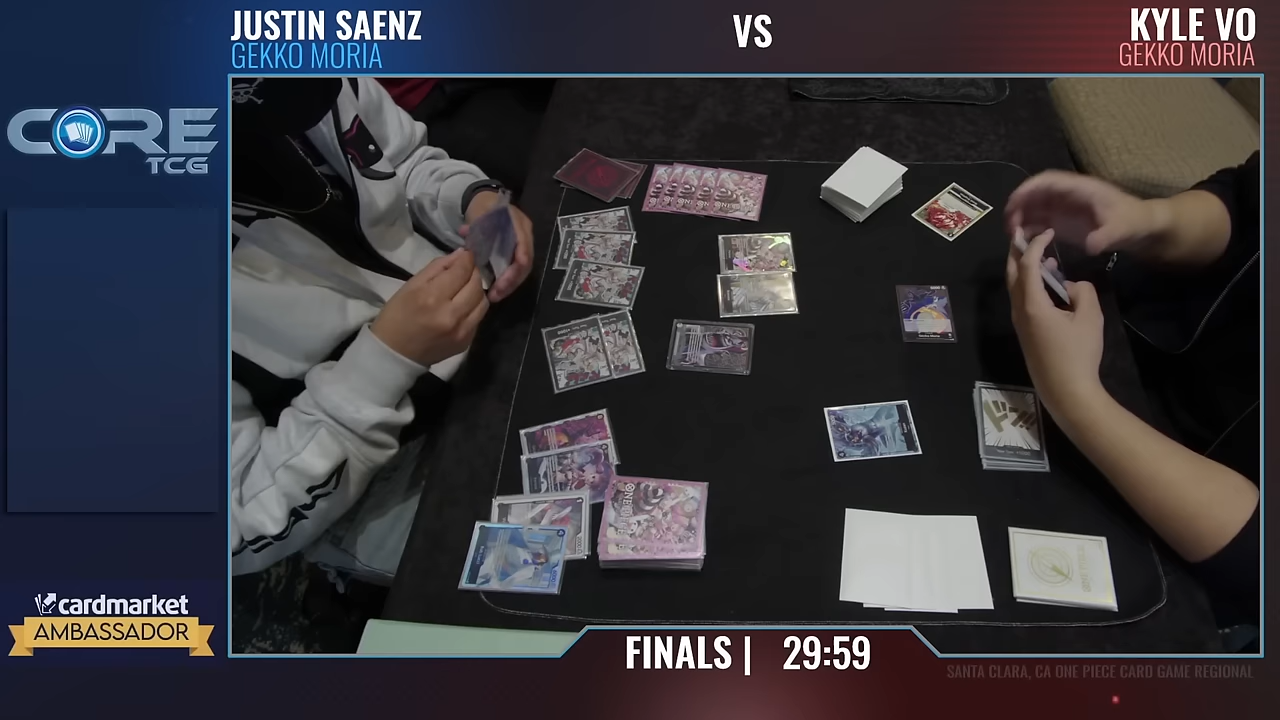 JUSTIN SAENZ
GEKKO MORIA
VS
KYLE VO
GEKKO MORIA
CORE
TCG
cardmarket
AMBASSADOR
FINALS | 29:59
SANTA CLARA, CA ONE PIECE CARD GAME REGIONAL